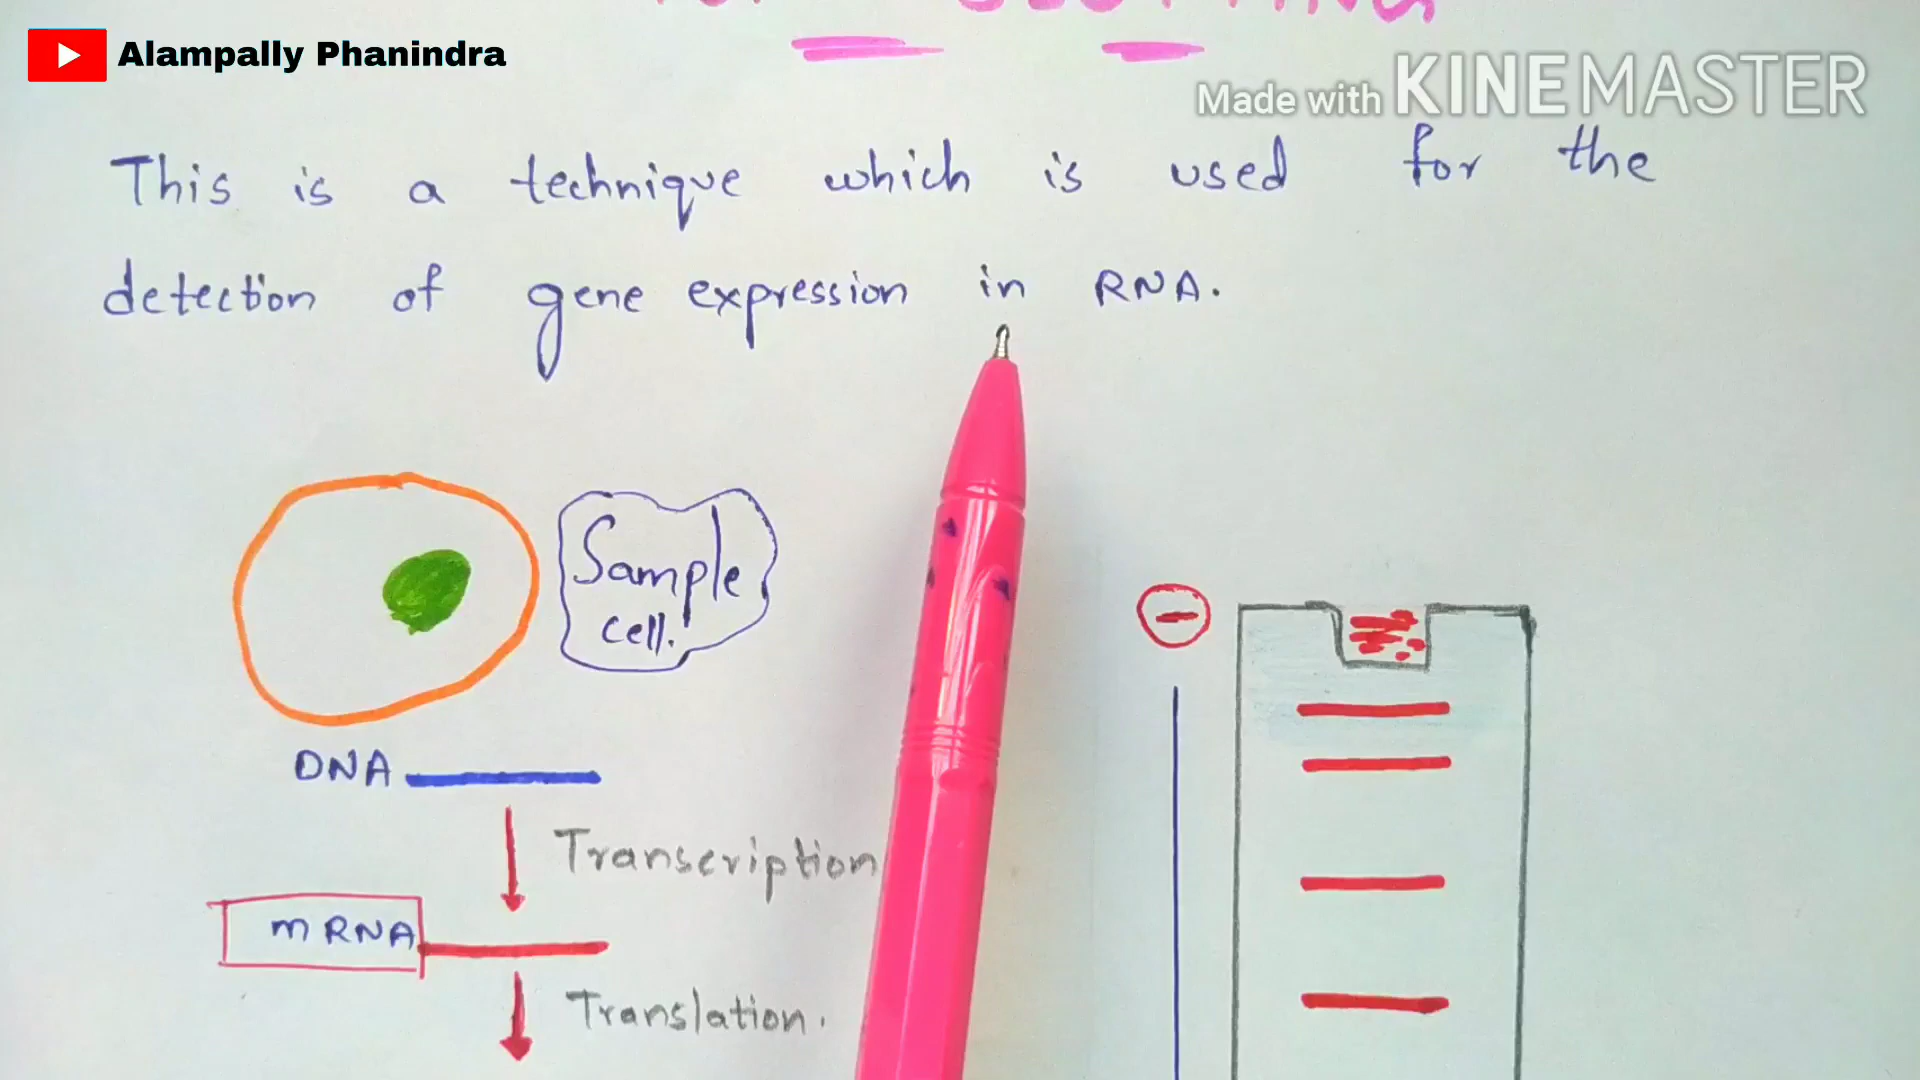 Alampally Phanindra
Made with KINEMASTER
This is a technique which is used for the
detection of gene expression in RNA.
Sample
cell.
DNA
Transcription
mRNA
Translation.